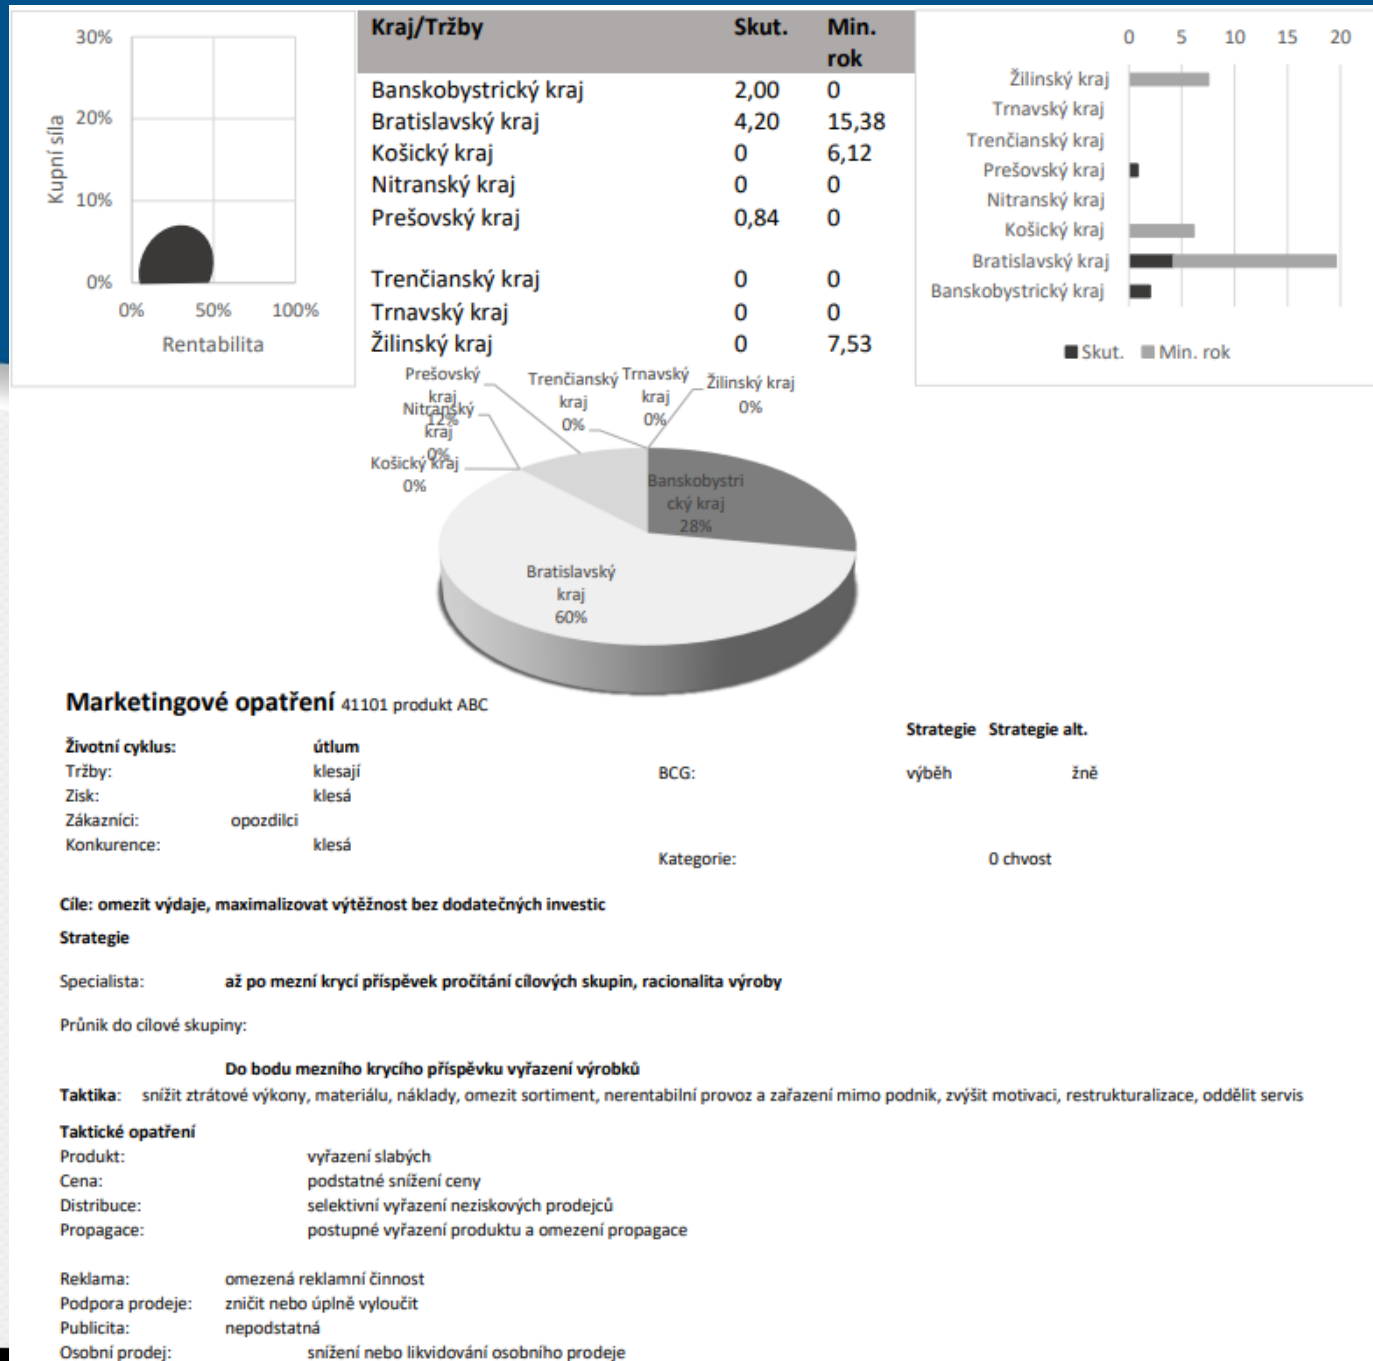 30%
20%
10%
0%
Kupní síla
0% 50% 100%
Rentabilita
Kraj/Tržby Skut. Min. rok
Banskobystrický kraj 2,00 0
Bratislavský kraj 4,20 15,38
Košický kraj 0 6,12
Nitranský kraj 0 0
Prešovský kraj 0,84 0
Trenčianský kraj 0 0
Trnavský kraj 0 0
Žilinský kraj 0 7,53
0 5 10 15 20
Žilinský kraj
Trnavský kraj
Trenčianský kraj
Prešovský kraj
Nitranský kraj
Košický kraj
Bratislavský kraj
Banskobystrický kraj
Skut. Min. rok
Prešovský
kraj
12%
Nitranský
kraj
0%
Košický kraj
0%
Trenčianský
kraj
0%
Trnavský
kraj
0%
Žilinský kraj
0%
Banskobystri
cký kraj
28%
Bratislavský
kraj
60%
Marketingové opatření 41101 produkt ABC
Strategie Strategie alt.
Životní cyklus: útlum
Tržby: klesají
BCG: výběh žně
Zisk: klesá
Zákazníci: opozdilci
Konkurence: klesá
Kategorie: 0 chvost
Cíle: omezit výdaje, maximalizovat výtěžnost bez dodatečných investic
Strategie
Specialista: až po mezní krycí příspěvek pročítání cílových skupin, racionalita výroby
Průnik do cílové skupiny:
Do bodu mezního krycího příspěvku vyřazení výrobků
Taktika: snížit ztrátové výkony, materiálu, náklady, omezit sortiment, nerentabilní provoz a zařazení mimo podnik, zvýšit motivaci, restrukturalizace, oddělit servis
Taktické opatření
Produkt: vyřazení slabých
Cena: podstatné snížení ceny
Distribuce: selektivní vyřazení neziskových prodejců
Propagace: postupné vyřazení produktu a omezení propagace
Reklama: omezená reklamní činnost
Podpora prodeje: zničit nebo úplně vyloučit
Publicita: nepodstatná
Osobní prodej: snížení nebo likvidování osobního prodeje